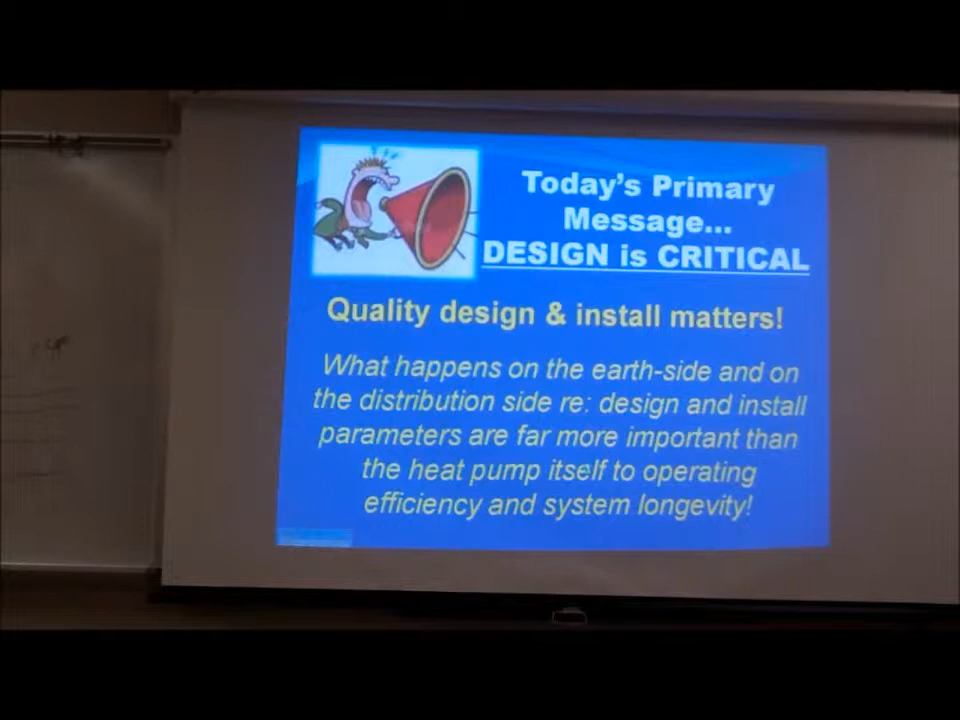 Today's Primary
Message...
DESIGN is CRITICAL
Quality design & install matters!
What happens on the earth-side and on
the distribution side re: design and install
parameters are far more important than
the heat pump itself to operating
efficiency and system longevity!